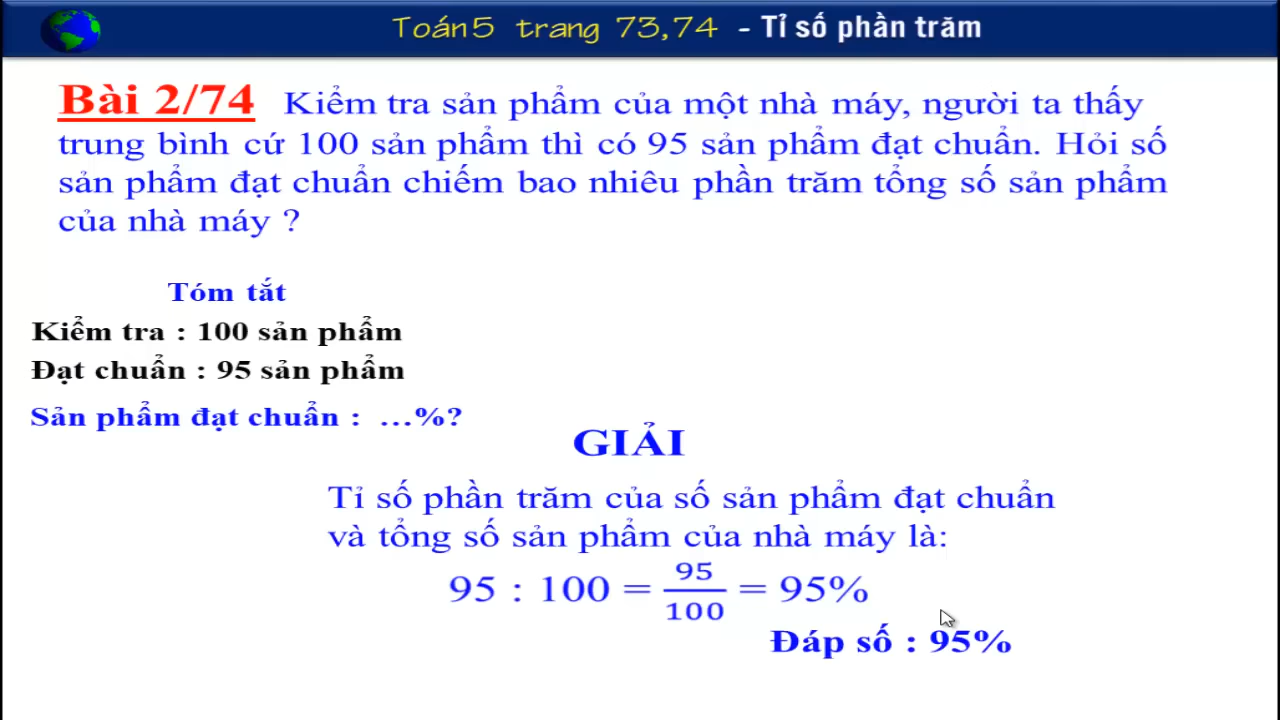 Toán 5 trang 73,74 - Tỉ số phần trăm
Bài 2/74 Kiểm tra sản phẩm của một nhà máy, người ta thấy
trung bình cứ 100 sản phẩm thì có 95 sản phẩm đạt chuẩn. Hỏi số
sản phẩm đạt chuẩn chiếm bao nhiêu phần trăm tổng số sản phẩm
của nhà máy ?
Tóm tắt
Kiểm tra : 100 sản phẩm
Đạt chuẩn : 95 sản phẩm
Sản phẩm đạt chuẩn : ...%?
GIẢI
Tỉ số phần trăm của số sản phẩm đạt chuẩn
và tổng số sản phẩm của nhà máy là:
95 : 100 = 95/100 = 95%
Đáp số : 95%